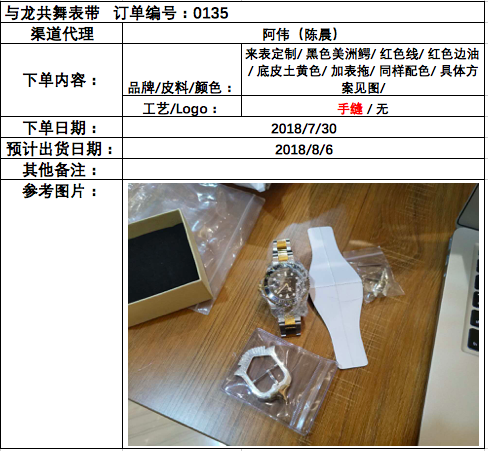 与龙共舞表带 订单编号：0135
渠道代理
阿伟（陈晨）
下单内容：
品牌/皮料/颜色：
来表定制/ 黑色美洲鳄/ 红色线/ 红色边油
/ 底皮土黄色/ 加表拖/ 同样配色/ 具体方
案见图/
工艺/Logo：
手缝 / 无
下单日期：
2018/7/30
预计出货日期：
2018/8/6
其他备注：
参考图片：